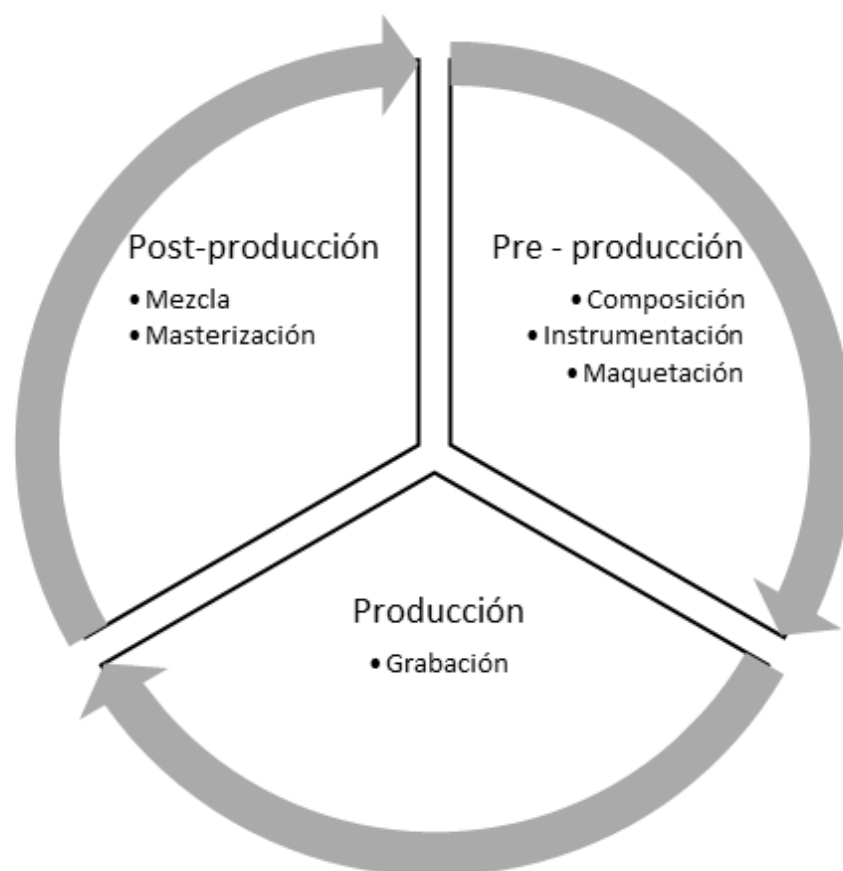 Post-producción
• Mezcla
• Masterización
Pre - producción
• Composición
• Instrumentación
• Maquetación
Producción
• Grabación